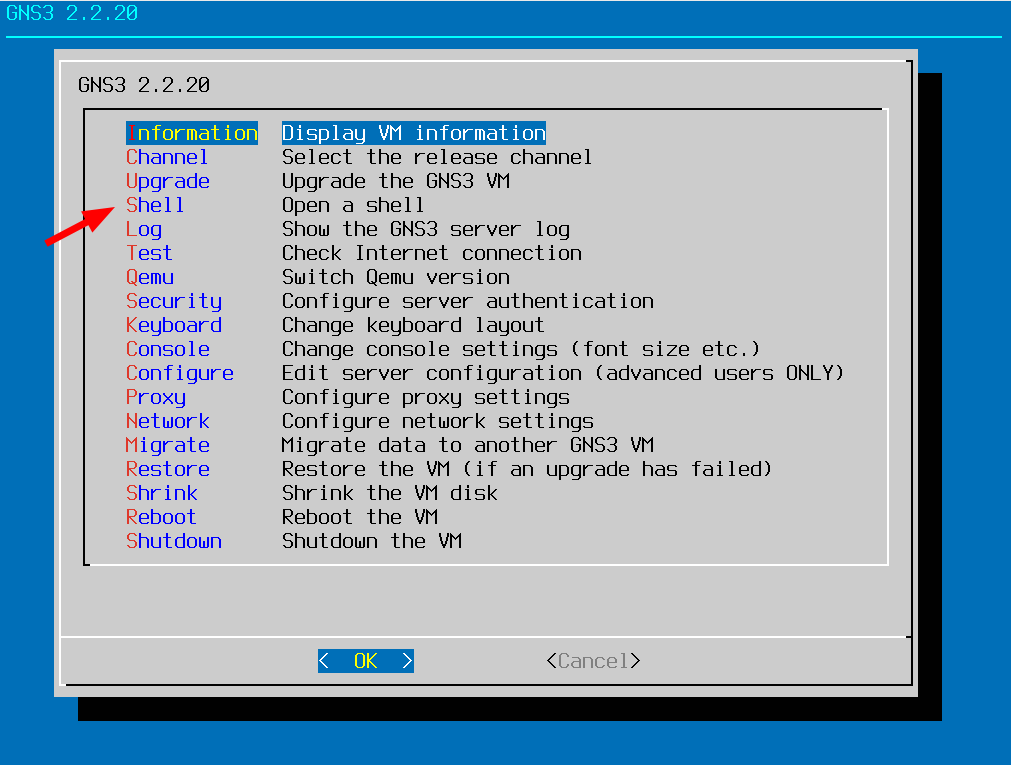 GNS3 2.2.20
GNS3 2.2.20
Information Display VM information
Channel Select the release channel
Upgrade Upgrade the GNS3 VM
Shell Open a shell
Log Show the GNS3 server log
Test Check Internet connection
Qemu Switch Qemu version
Security Configure server authentication
Keyboard Change keyboard layout
Console Change console settings (font size etc.)
Configure Edit server configuration (advanced users ONLY)
Proxy Configure proxy settings
Network Configure network settings
Migrate Migrate data to another GNS3 VM
Restore Restore the VM (if an upgrade has failed)
Shrink Shrink the VM disk
Reboot Reboot the VM
Shutdown Shutdown the VM
< OK > <Cancel>